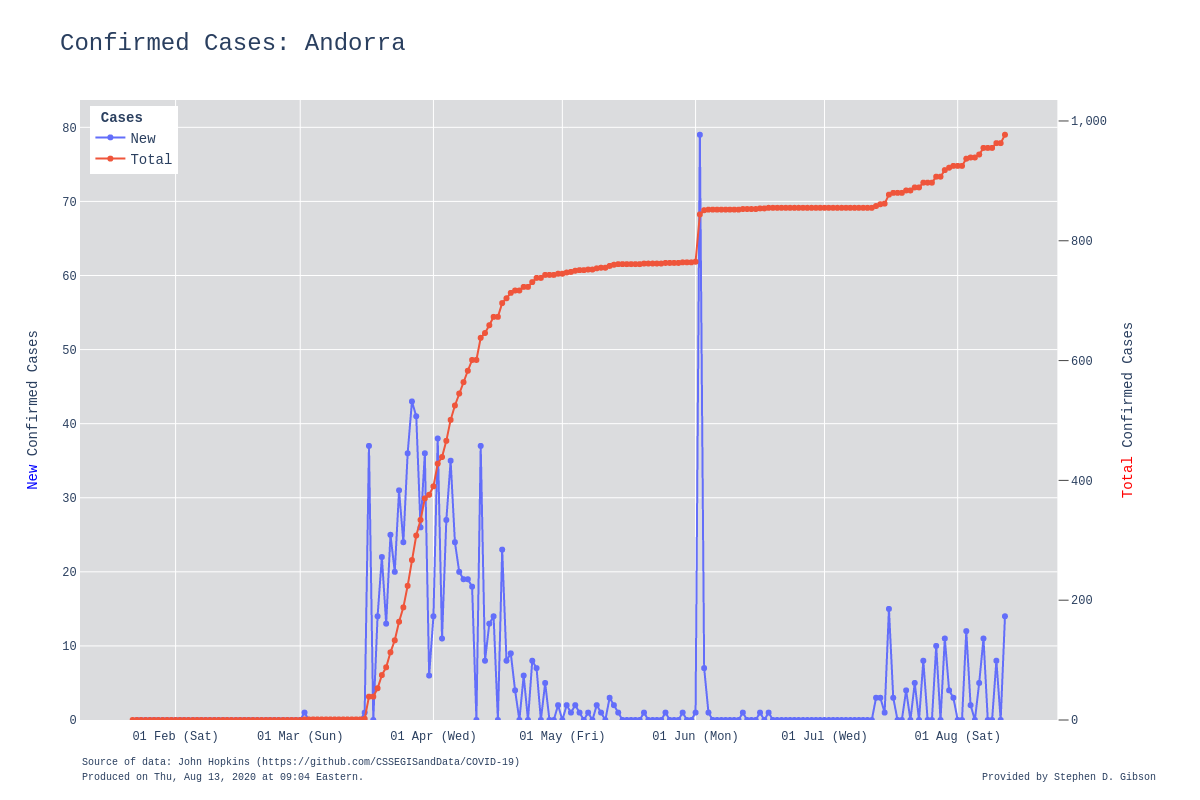 Confirmed Cases: Andorra
Cases
New
Total
80
70
60
50
40
30
20
10
0
1,000
800
600
400
200
0
New Confirmed Cases
Total Confirmed Cases
01 Feb (Sat)
01 Mar (Sun)
01 Apr (Wed)
01 May (Fri)
01 Jun (Mon)
01 Jul (Wed)
01 Aug (Sat)
Source of data: John Hopkins (https://github.com/CSSEGISandData/COVID-19)
Produced on Thu, Aug 13, 2020 at 09:04 Eastern.
Provided by Stephen D. Gibson